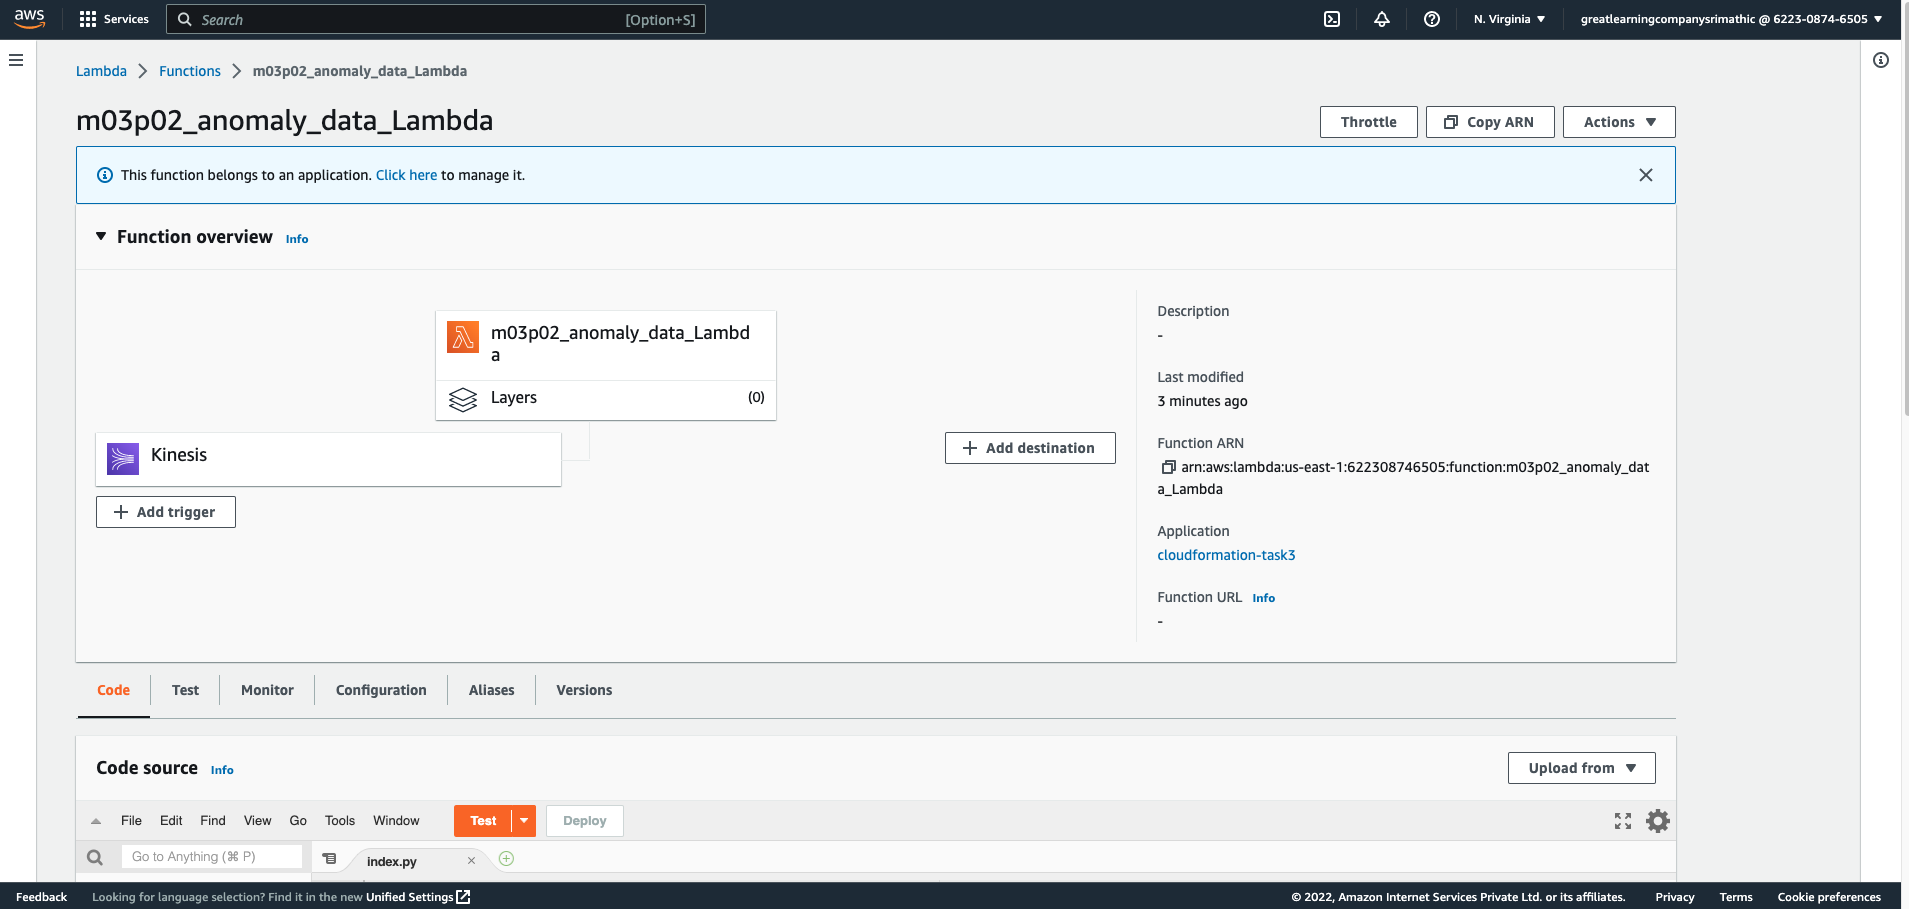 aws
Services
Search
[Option+S]
N. Virginia
greatlearningcompanysrimathic @ 6223-0874-6505
Lambda
Functions
m03p02_anomaly_data_Lambda
m03p02_anomaly_data_Lambda
Throttle
Copy ARN
Actions
This function belongs to an application. Click here to manage it.
Function overview
Info
m03p02_anomaly_data_Lambd
a
Layers
(0)
Kinesis
Add trigger
Add destination
Description
-
Last modified
3 minutes ago
Function ARN
arn:aws:lambda:us-east-1:622308746505:function:m03p02_anomaly_dat
a_Lambda
Application
cloudformation-task3
Function URL
Info
-
Code
Test
Monitor
Configuration
Aliases
Versions
Code source
Info
Upload from
File
Edit
Find
View
Go
Tools
Window
Test
Deploy
Go to Anything (⌘ P)
index.py
Feedback
Looking for language selection? Find it in the new Unified Settings
© 2022, Amazon Internet Services Private Ltd. or its affiliates.
Privacy
Terms
Cookie preferences